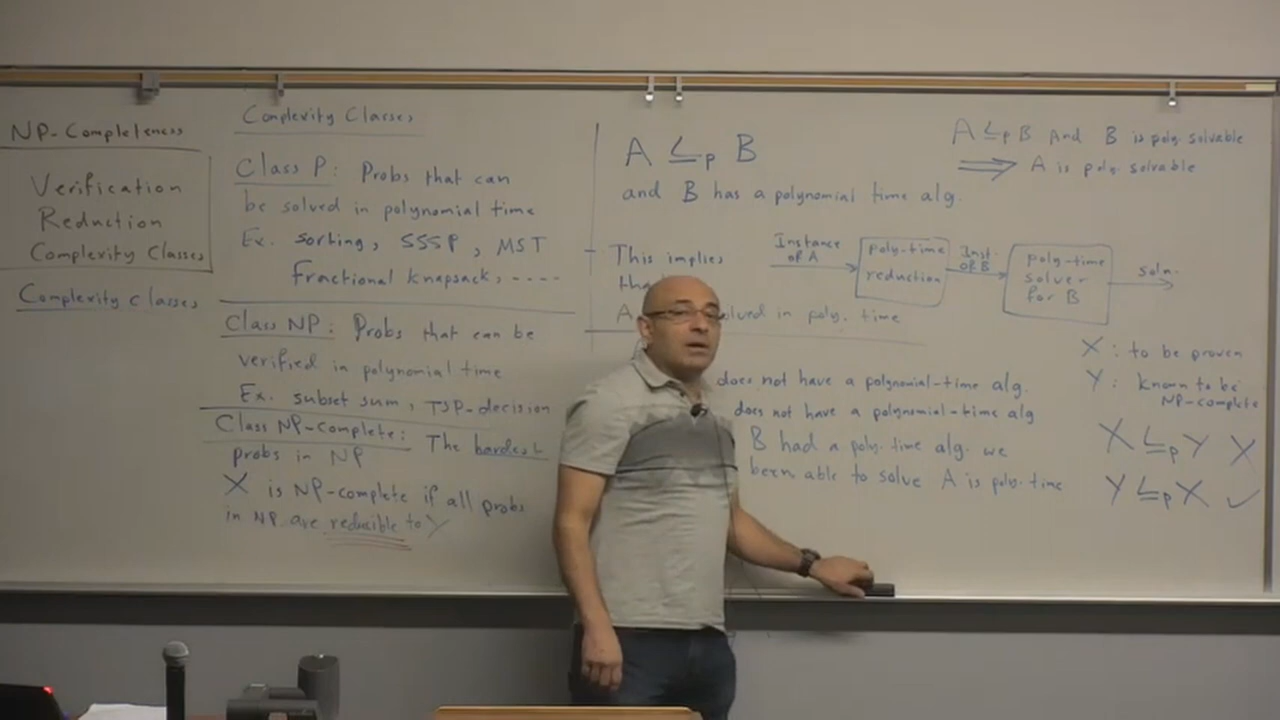 NP-Completeness
Verification
Reduction
Complexity Classes
Complexity classes
Complexity Classes
Class P: Probs that can
be solved in polynomial time
Ex. sorting, SSSP, MST
Fractional knapsack, ----
Class NP: Probs that can be
verified in polynomial time
Ex. subset sum, TSP-decision
Class NP-Complete: The hardest
probs in NP
X is NP-complete if all probs
in NP are reducible to Y
A ≤p B
and B has a polynomial time alg.
This implies
tha
A olved in poly. time
Instance of A
poly-time reduction
Inst. of B
poly-time solver for B
soln.
does not have a polynomial-time alg.
does not have a polynomial-time alg
B had a poly. time alg. we
been able to solve A is poly-time
A ≤p B And B is poly. solvable
⟹ A is poly solvable
X : to be proven
Y : known to be
NP-complete
X ≤p Y X
Y ≤p X ✓